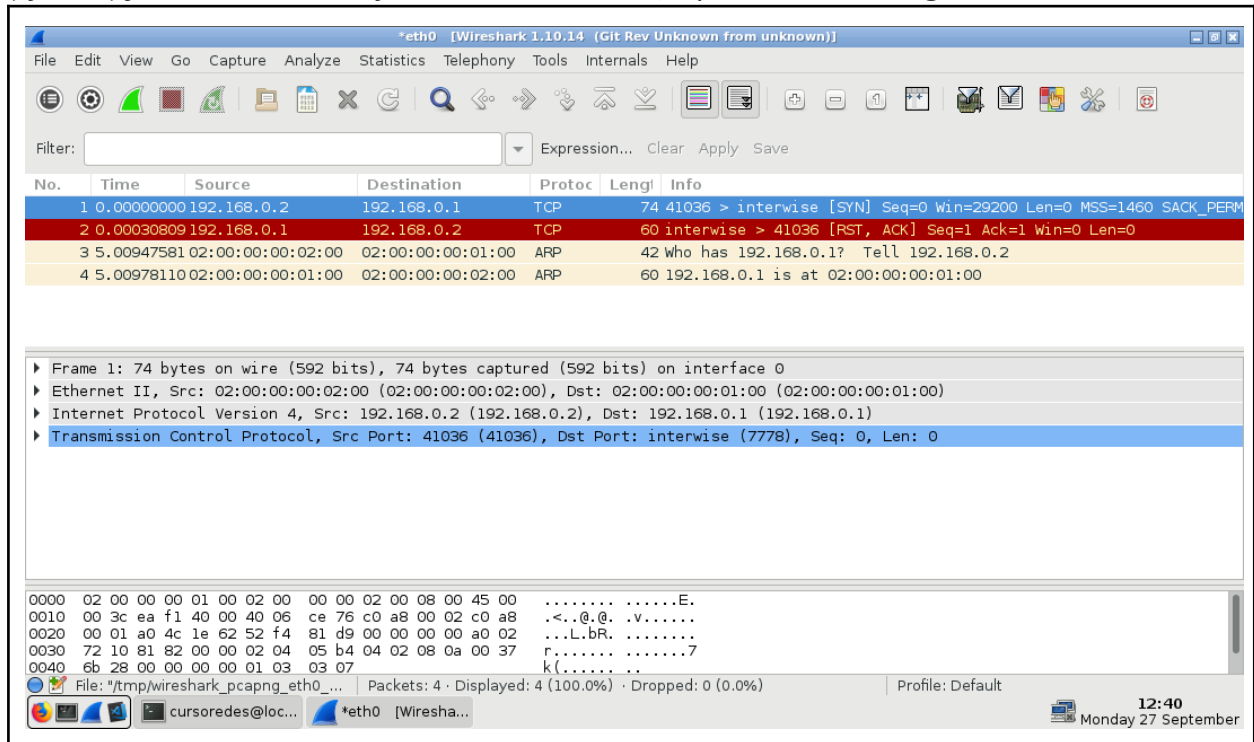 *eth0 [Wireshark 1.10.14 (Git Rev Unknown from unknown)]
File Edit View Go Capture Analyze Statistics Telephony Tools Internals Help
Filter: Expression... Clear Apply Save
No. Time Source Destination Protoc Lengt Info
1 0.00000000 192.168.0.2 192.168.0.1 TCP 74 41036 > interwise [SYN] Seq=0 Win=29200 Len=0 MSS=1460 SACK_PERM
2 0.00030809 192.168.0.1 192.168.0.2 TCP 60 interwise > 41036 [RST, ACK] Seq=1 Ack=1 Win=0 Len=0
3 5.00947581 02:00:00:00:02:00 02:00:00:00:01:00 ARP 42 Who has 192.168.0.1? Tell 192.168.0.2
4 5.00978110 02:00:00:00:01:00 02:00:00:00:02:00 ARP 60 192.168.0.1 is at 02:00:00:00:01:00
Frame 1: 74 bytes on wire (592 bits), 74 bytes captured (592 bits) on interface 0
Ethernet II, Src: 02:00:00:00:02:00 (02:00:00:00:02:00), Dst: 02:00:00:00:01:00 (02:00:00:00:01:00)
Internet Protocol Version 4, Src: 192.168.0.2 (192.168.0.2), Dst: 192.168.0.1 (192.168.0.1)
Transmission Control Protocol, Src Port: 41036 (41036), Dst Port: interwise (7778), Seq: 0, Len: 0
0000 02 00 00 00 01 00 02 00 00 00 02 00 08 00 45 00 ........ ......E.
0010 00 3c ea f1 40 00 40 06 ce 76 c0 a8 00 02 c0 a8 .<..@.@. .v......
0020 00 01 a0 4c 1e 62 52 f4 81 d9 00 00 00 00 a0 02 ...L.bR. ........
0030 72 10 81 82 00 00 02 04 05 b4 04 02 08 0a 00 37 r....... .......7
0040 6b 28 00 00 00 00 01 03 03 07 k(...... ..
File: "/tmp/wireshark_pcapng_eth0_... Packets: 4 · Displayed: 4 (100.0%) · Dropped: 0 (0.0%) Profile: Default
cursoredes@loc... *eth0 [Wiresha... 12:40
Monday 27 September